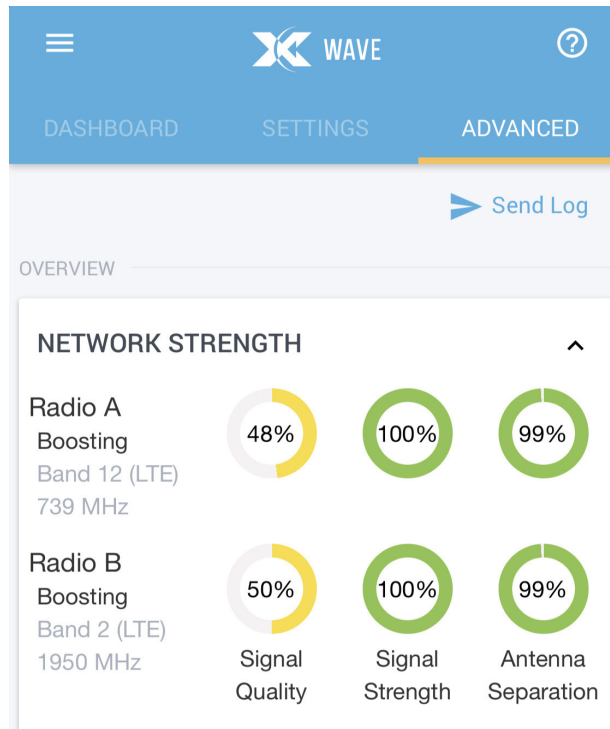 WAVE
DASHBOARD SETTINGS ADVANCED
Send Log
OVERVIEW
NETWORK STRENGTH
Radio A
Boosting
Band 12 (LTE)
739 MHz
48% 100% 99%
Radio B
Boosting
Band 2 (LTE)
1950 MHz
50% 100% 99%
Signal Quality
Signal Strength
Antenna Separation